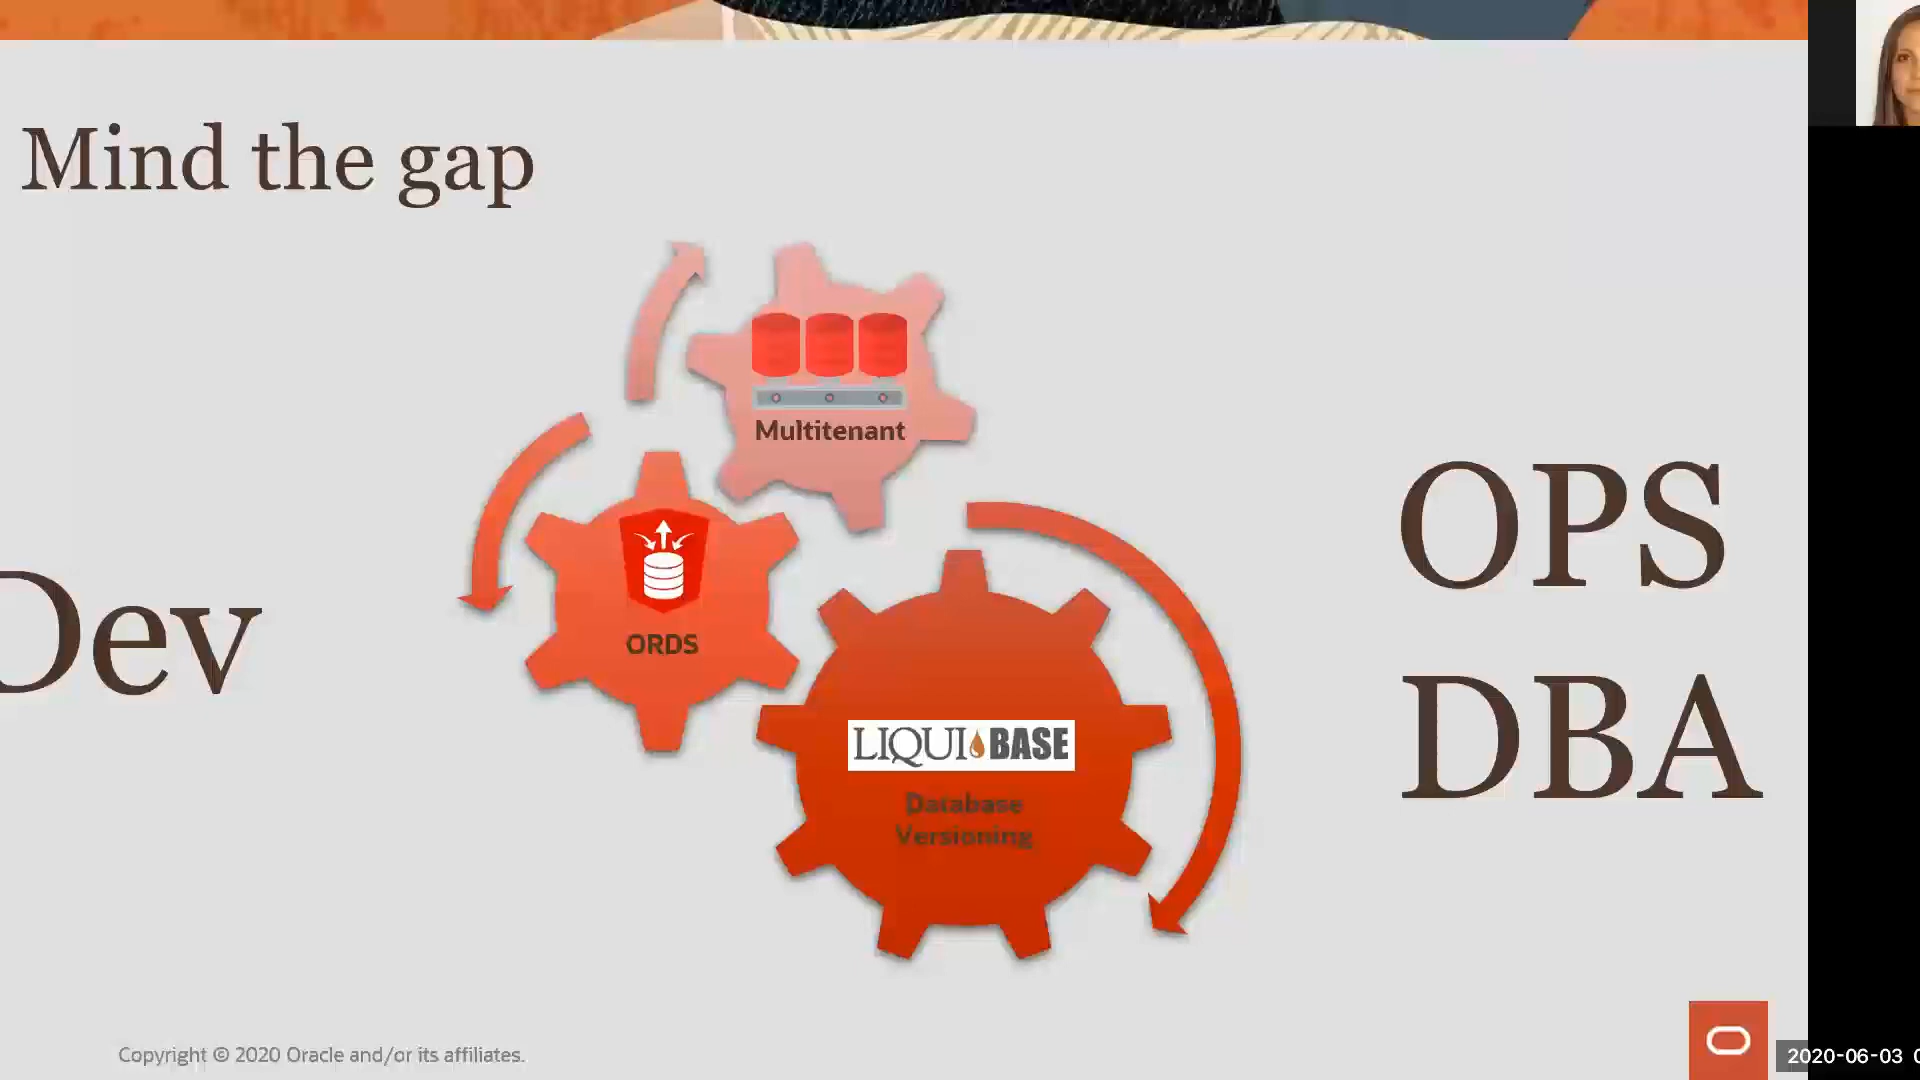 Mind the gap
Multitenant
OPS
Dev
ORDS
DBA
LIQUIBASE
Database
Versioning
Copyright © 2020 Oracle and/or its affiliates.
2020-06-03